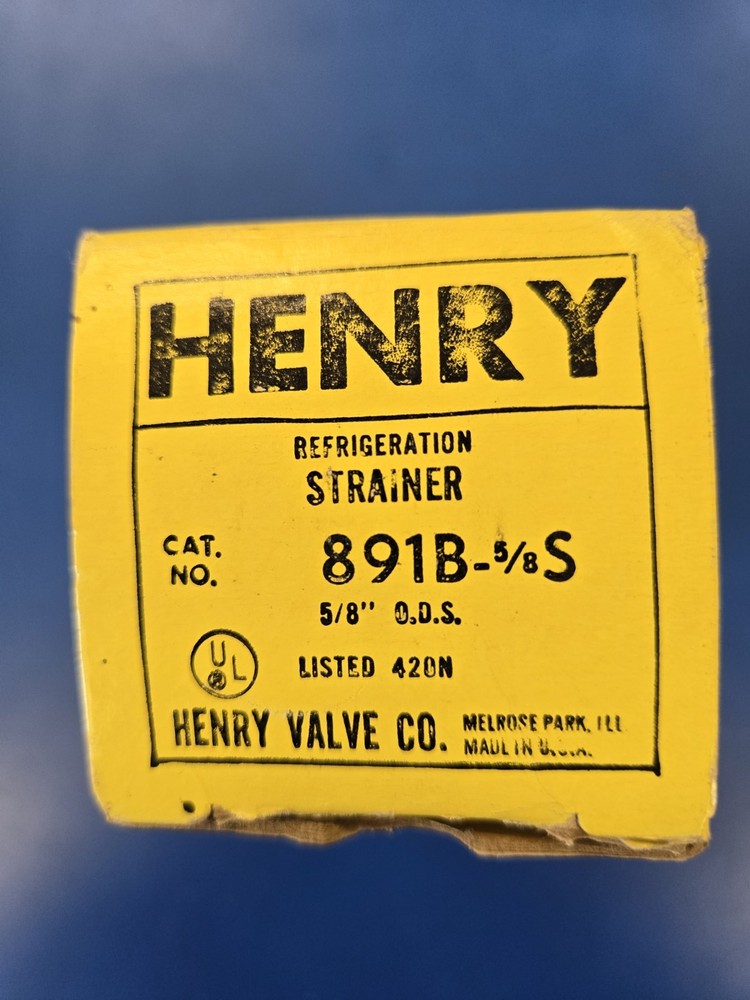 HENRY
REFRIGERATION
STRAINER
CAT. NO. 891B-5/8S
5/8" O.D.S.
UL ® LISTED 420N
HENRY VALVE CO. MELROSE PARK, ILL
MADE IN U.S.A.